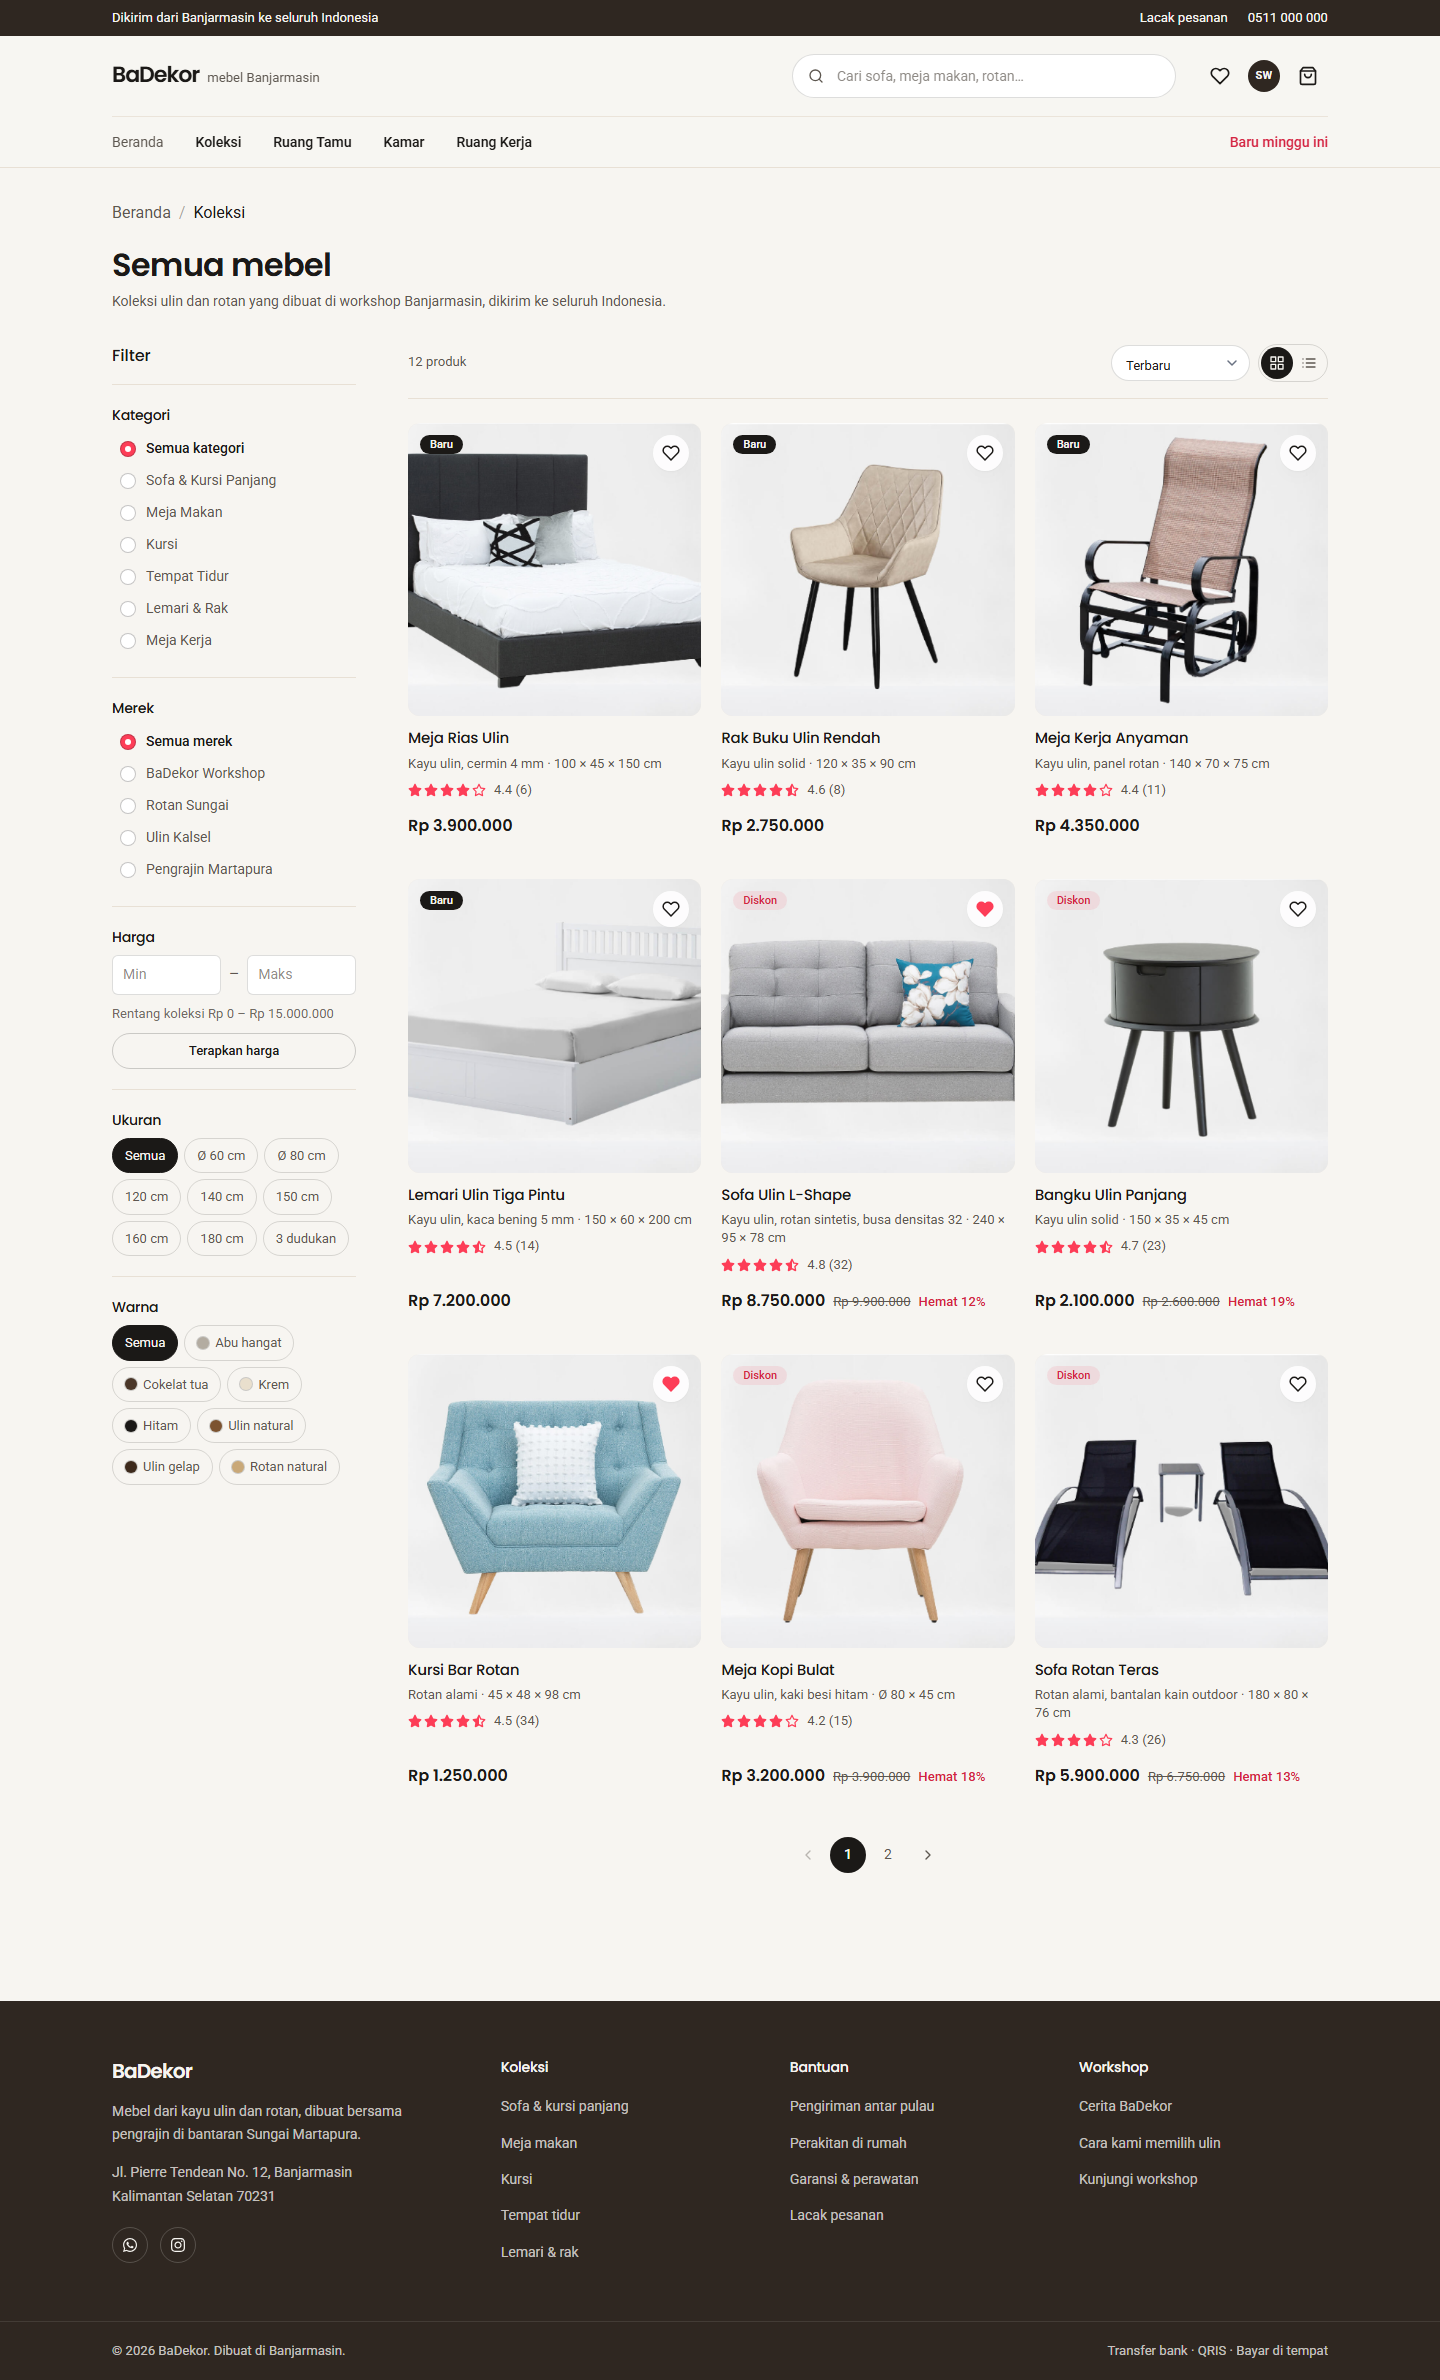 Dikirim dari Banjarmasin ke seluruh Indonesia
Lacak pesanan
0511 000 000
BaDekor mebel Banjarmasin
Cari sofa, meja makan, rotan...
SW
Beranda
Koleksi
Ruang Tamu
Kamar
Ruang Kerja
Baru minggu ini
Beranda / Koleksi
Semua mebel
Koleksi ulin dan rotan yang dibuat di workshop Banjarmasin, dikirim ke seluruh Indonesia.
Filter
Kategori
Semua kategori
Sofa & Kursi Panjang
Meja Makan
Kursi
Tempat Tidur
Lemari & Rak
Meja Kerja
Merek
Semua merek
BaDekor Workshop
Rotan Sungai
Ulin Kalsel
Pengrajin Martapura
Harga
Min – Maks
Rentang koleksi Rp 0 – Rp 15.000.000
Terapkan harga
Ukuran
Semua
Ø 60 cm
Ø 80 cm
120 cm
140 cm
150 cm
160 cm
180 cm
3 dudukan
Warna
Semua
Abu hangat
Cokelat tua
Krem
Hitam
Ulin natural
Ulin gelap
Rotan natural
12 produk
Terbaru
Baru
Meja Rias Ulin
Kayu ulin, cermin 4 mm · 100 × 45 × 150 cm
4.4 (6)
Rp 3.900.000
Baru
Rak Buku Ulin Rendah
Kayu ulin solid · 120 × 35 × 90 cm
4.6 (8)
Rp 2.750.000
Baru
Meja Kerja Anyaman
Kayu ulin, panel rotan · 140 × 70 × 75 cm
4.4 (11)
Rp 4.350.000
Baru
Lemari Ulin Tiga Pintu
Kayu ulin, kaca bening 5 mm · 150 × 60 × 200 cm
4.5 (14)
Rp 7.200.000
Diskon
Sofa Ulin L-Shape
Kayu ulin, rotan sintetis, busa densitas 32 · 240 ×
95 × 78 cm
4.8 (32)
Rp 8.750.000 Rp 9.900.000 Hemat 12%
Diskon
Bangku Ulin Panjang
Kayu ulin solid · 150 × 35 × 45 cm
4.7 (23)
Rp 2.100.000 Rp 2.600.000 Hemat 19%
Kursi Bar Rotan
Rotan alami · 45 × 48 × 98 cm
4.5 (34)
Rp 1.250.000
Diskon
Meja Kopi Bulat
Kayu ulin, kaki besi hitam · Ø 80 × 45 cm
4.2 (15)
Rp 3.200.000 Rp 3.900.000 Hemat 18%
Diskon
Sofa Rotan Teras
Rotan alami, bantalan kain outdoor · 180 × 80 ×
76 cm
4.3 (26)
Rp 5.900.000 Rp 6.750.000 Hemat 13%
1
2
BaDekor
Mebel dari kayu ulin dan rotan, dibuat bersama
pengrajin di bantaran Sungai Martapura.
Jl. Pierre Tendean No. 12, Banjarmasin
Kalimantan Selatan 70231
Koleksi
Sofa & kursi panjang
Meja makan
Kursi
Tempat tidur
Lemari & rak
Bantuan
Pengiriman antar pulau
Perakitan di rumah
Garansi & perawatan
Lacak pesanan
Workshop
Cerita BaDekor
Cara kami memilih ulin
Kunjungi workshop
© 2026 BaDekor. Dibuat di Banjarmasin.
Transfer bank · QRIS · Bayar di tempat